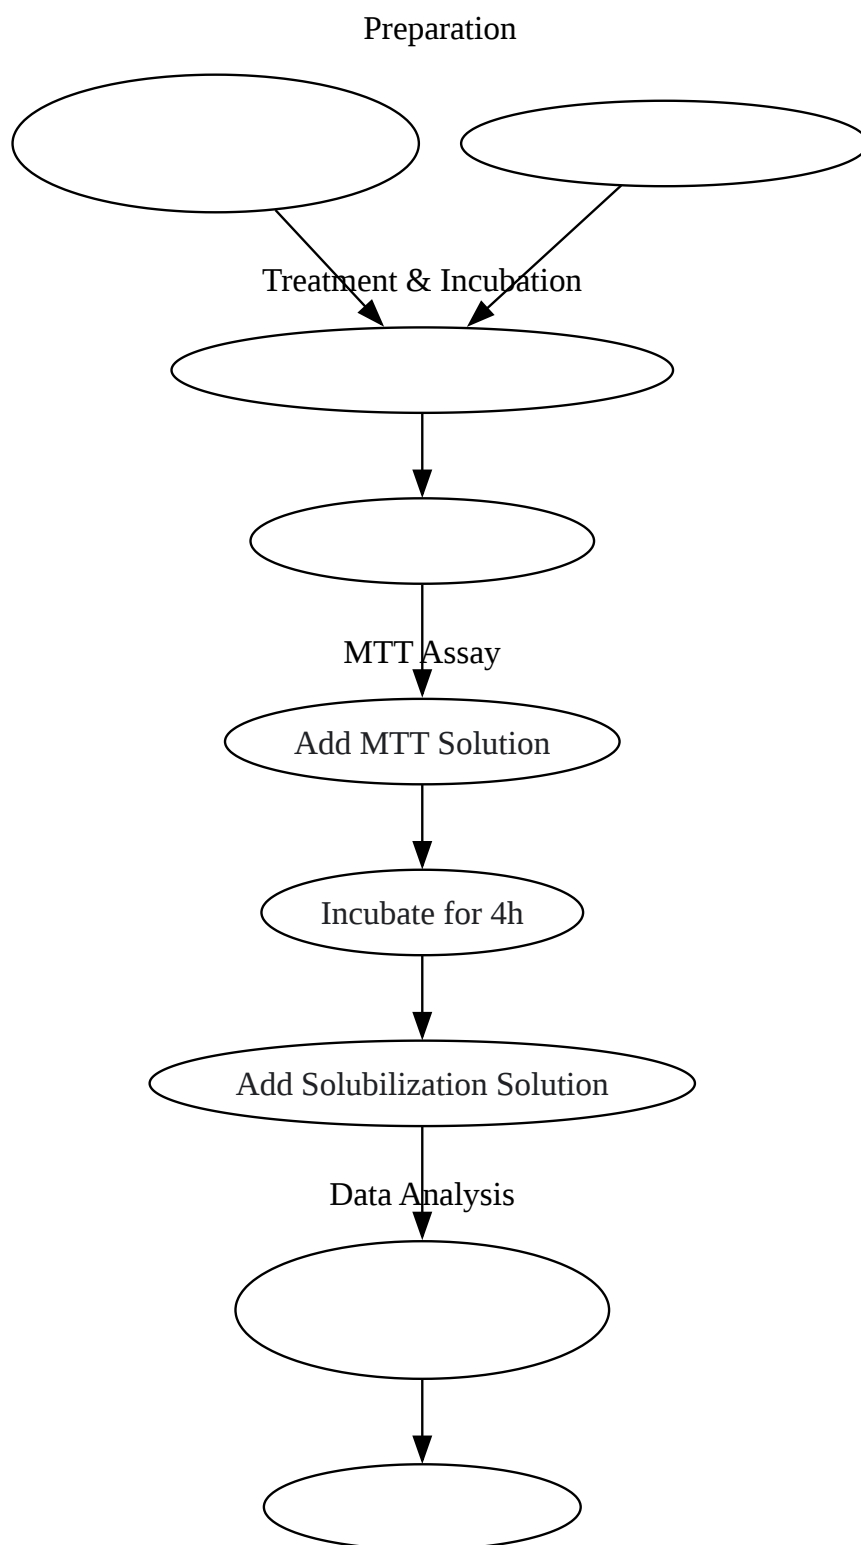 Preparation
Treatment & Incubation
MTT Assay
Add MTT Solution
Incubate for 4h
Add Solubilization Solution
Data Analysis